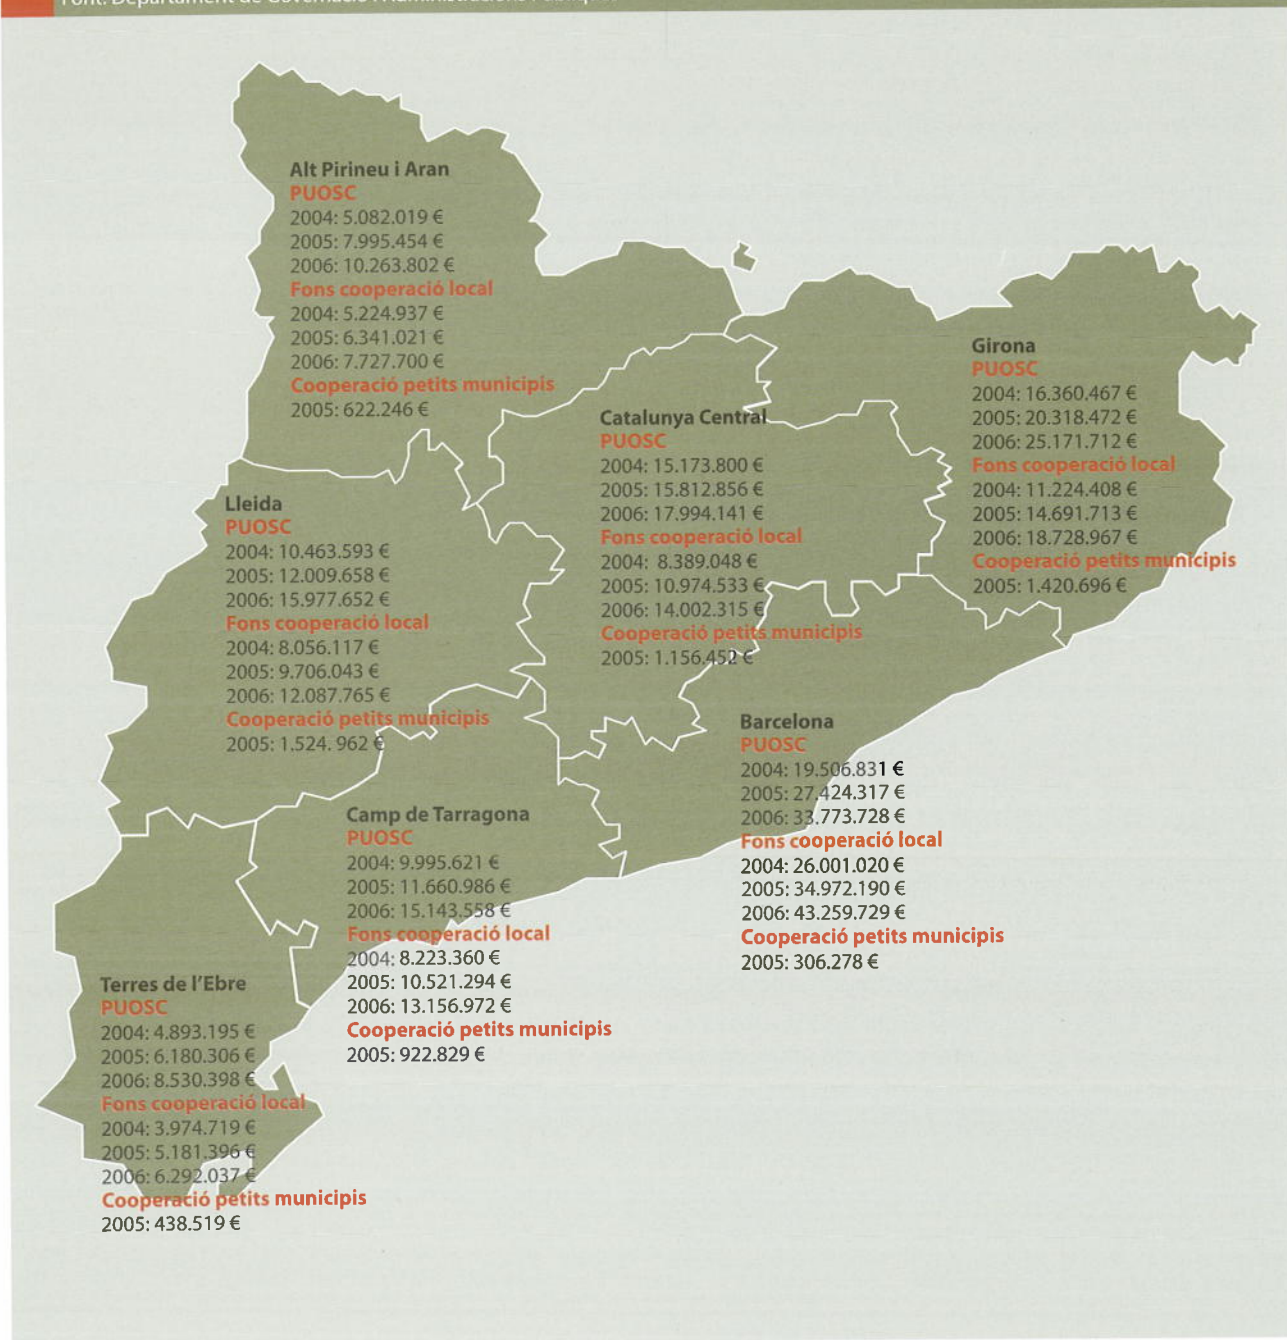 Font: Departament de Governació i Administracions Públiques
Alt Pirineu i Aran
PUOSC
2004: 5.082.019 €
2005: 7.995.454 €
2006: 10.263.802 €
Fons cooperació local
2004: 5.224.937 €
2005: 6.341.021 €
2006: 7.727.700 €
Cooperació petits municipis
2005: 622.246 €
Girona
PUOSC
2004: 16.360.467 €
2005: 20.318.472 €
2006: 25.171.712 €
Fons cooperació local
2004: 11.224.408 €
2005: 14.691.713 €
2006: 18.728.967 €
Cooperació petits municipis
2005: 1.420.696 €
Catalunya Central
PUOSC
2004: 15.173.800 €
2005: 15.812.856 €
2006: 17.994.141 €
Fons cooperació local
2004: 8.389.048 €
2005: 10.974.533 €
2006: 14.002.315 €
Cooperació petits municipis
2005: 1.156.452 €
Lleida
PUOSC
2004: 10.463.593 €
2005: 12.009.658 €
2006: 15.977.652 €
Fons cooperació local
2004: 8.056.117 €
2005: 9.706.043 €
2006: 12.087.765 €
Cooperació petits municipis
2005: 1.524. 962 €
Barcelona
PUOSC
2004: 19.506.831 €
2005: 27.424.317 €
2006: 33.773.728 €
Fons cooperació local
2004: 26.001.020 €
2005: 34.972.190 €
2006: 43.259.729 €
Cooperació petits municipis
2005: 306.278 €
Camp de Tarragona
PUOSC
2004: 9.995.621 €
2005: 11.660.986 €
2006: 15.143.558 €
Fons cooperació local
2004: 8.223.360 €
2005: 10.521.294 €
2006: 13.156.972 €
Cooperació petits municipis
2005: 922.829 €
Terres de l'Ebre
PUOSC
2004: 4.893.195 €
2005: 6.180.306 €
2006: 8.530.398 €
Fons cooperació local
2004: 3.974.719 €
2005: 5.181.396 €
2006: 6.292.037 €
Cooperació petits municipis
2005: 438.519 €